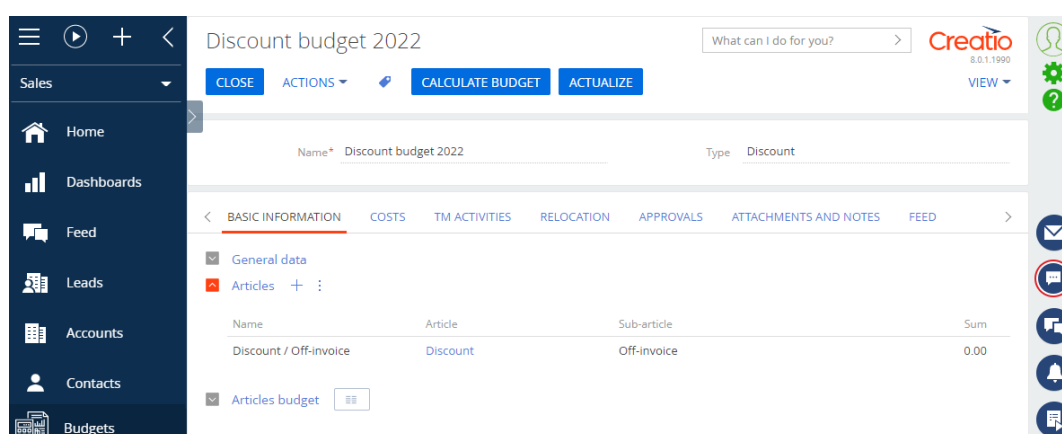 Discount budget 2022
What can I do for you?
Creatio
8.0.1.1990
Sales
CLOSE ACTIONS CALCULATE BUDGET ACTUALIZE VIEW
Home
Name* Discount budget 2022 Type Discount
Dashboards
BASIC INFORMATION COSTS TM ACTIVITIES RELOCATION APPROVALS ATTACHMENTS AND NOTES FEED
Feed
General data
Leads
Articles
Name Article Sub-article Sum
Accounts
Discount / Off-invoice Discount Off-invoice 0.00
Contacts
Articles budget
Budgets